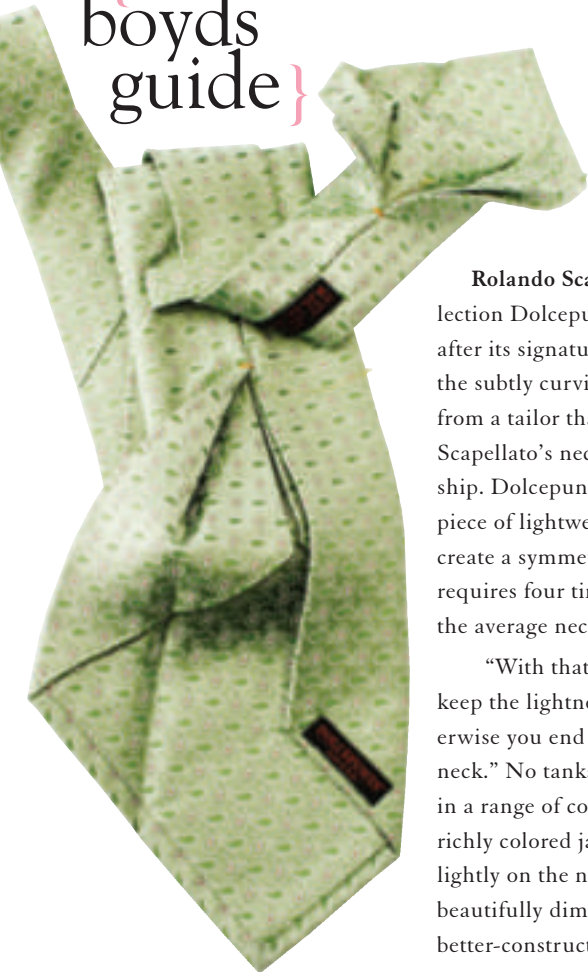 {
boyds
guide}
Rolando Sca
lection Dolcepu
after its signatu
the subtly curvi
from a tailor tha
Scapellato's nec
ship. Dolcepun
piece of lightwe
create a symme
requires four tin
the average nec
"With that
keep the lightne
erwise you end
neck." No tank
in a range of co
richly colored ja
lightly on the n
beautifully dim
better-construct